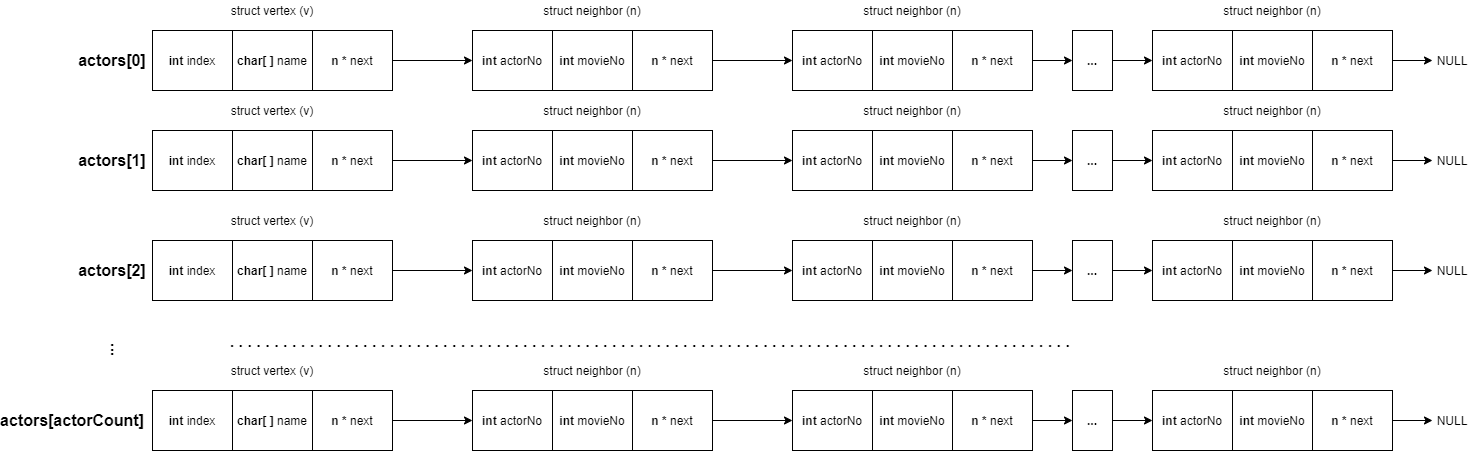 struct vertex (v) struct neighbor (n) struct neighbor (n) struct neighbor (n)
actors[0] int index char[ ] name n * next int actorNo int movieNo n * next int actorNo int movieNo n * next ... int actorNo int movieNo n * next NULL
struct vertex (v) struct neighbor (n) struct neighbor (n) struct neighbor (n)
actors[1] int index char[ ] name n * next int actorNo int movieNo n * next int actorNo int movieNo n * next ... int actorNo int movieNo n * next NULL
struct vertex (v) struct neighbor (n) struct neighbor (n) struct neighbor (n)
actors[2] int index char[ ] name n * next int actorNo int movieNo n * next int actorNo int movieNo n * next ... int actorNo int movieNo n * next NULL
struct vertex (v) struct neighbor (n) struct neighbor (n) struct neighbor (n)
actors[actorCount] int index char[ ] name n * next int actorNo int movieNo n * next int actorNo int movieNo n * next ... int actorNo int movieNo n * next NULL